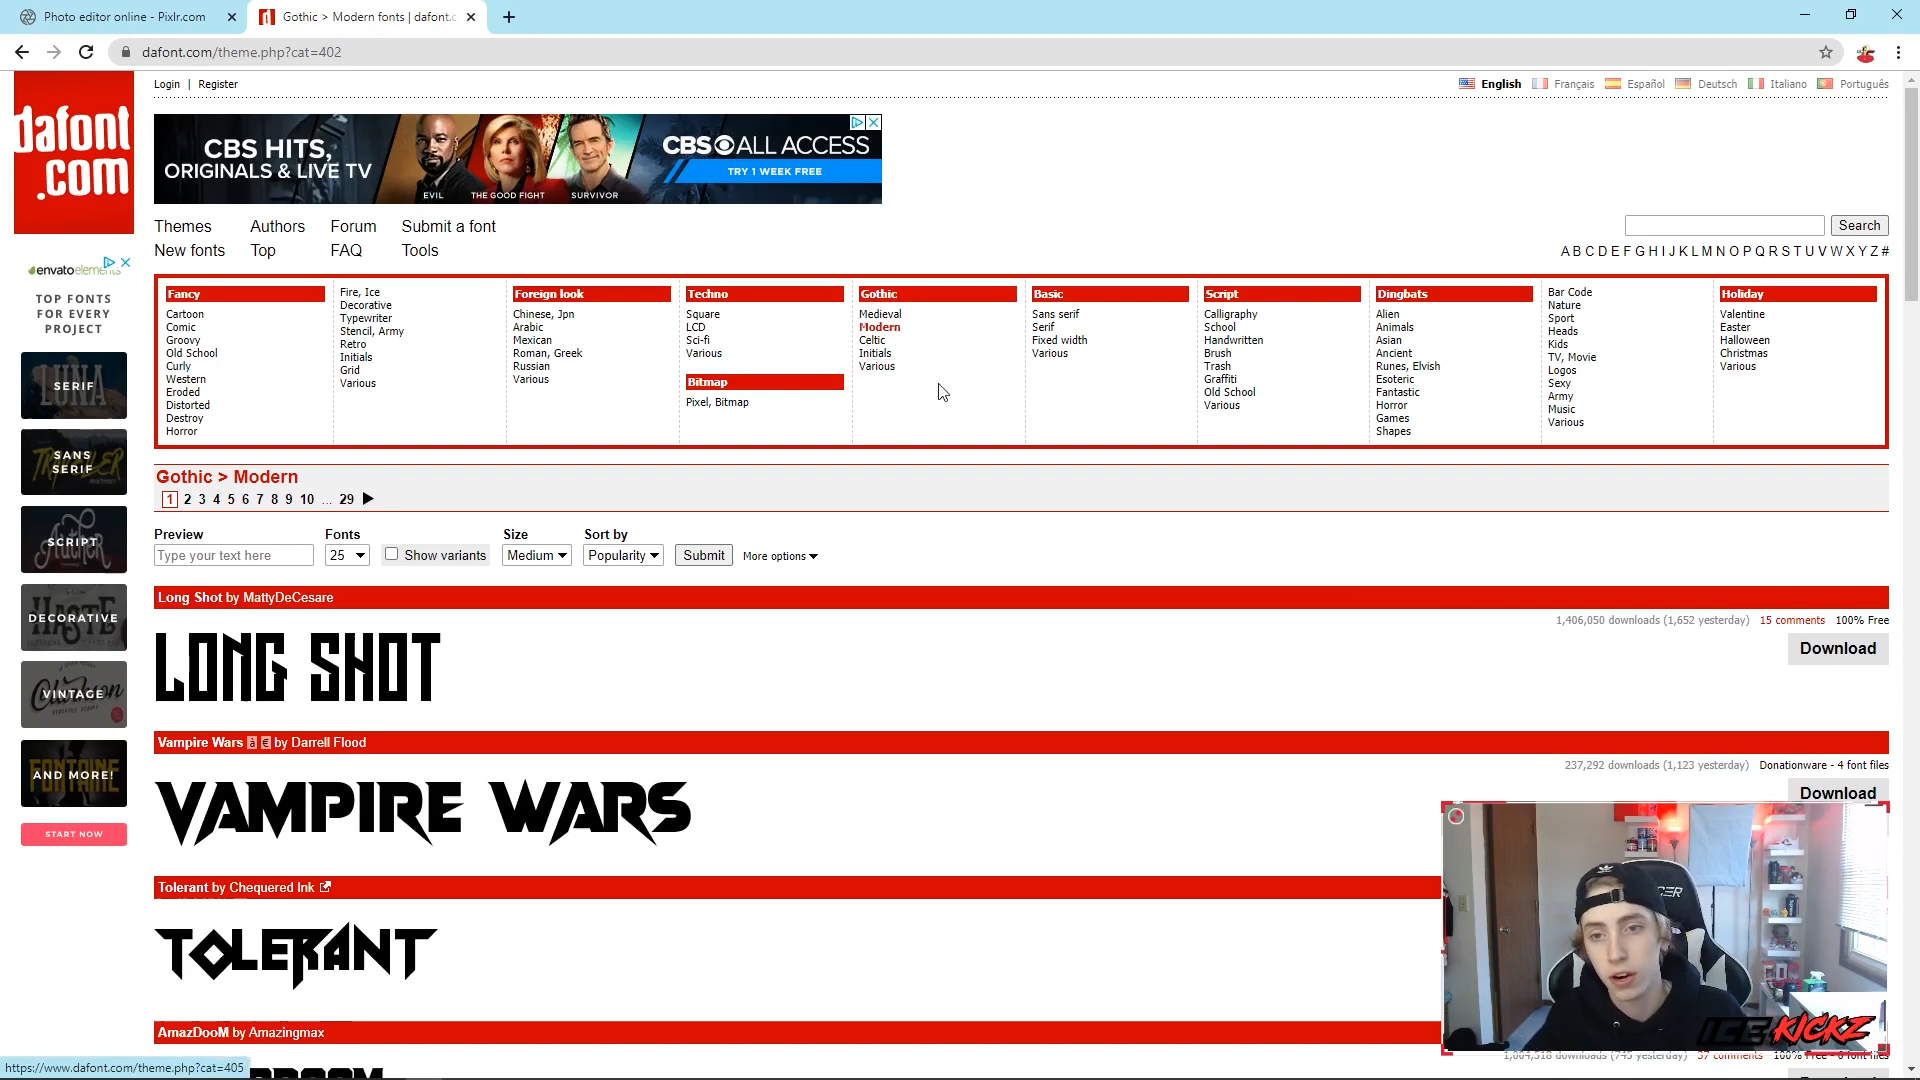 Photo editor online - Pixlr.com
Gothic > Modern fonts | dafont.c
dafont.com/theme.php?cat=402
dafont
.com
Login | Register
English Français Español Deutsch Italiano Português
CBS HITS,
ORIGINALS & LIVE TV
EVIL THE GOOD FIGHT SURVIVOR
CBS ALL ACCESS
TRY 1 WEEK FREE
Themes Authors Forum Submit a font
New fonts Top FAQ Tools
Search
A B C D E F G H I J K L M N O P Q R S T U V W X Y Z #
envatoelements
TOP FONTS
FOR EVERY
PROJECT
SERIF
SANS
SERIF
SCRIPT
DECORATIVE
VINTAGE
AND MORE!
START NOW
Fancy
Cartoon
Comic
Groovy
Old School
Curly
Western
Eroded
Distorted
Destroy
Horror
Fire, Ice
Decorative
Typewriter
Stencil, Army
Retro
Initials
Grid
Various
Foreign look
Chinese, Jpn
Arabic
Mexican
Roman, Greek
Russian
Various
Techno
Square
LCD
Sci-fi
Various
Bitmap
Pixel, Bitmap
Gothic
Medieval
Modern
Celtic
Initials
Various
Basic
Sans serif
Serif
Fixed width
Various
Script
Calligraphy
School
Handwritten
Brush
Trash
Graffiti
Old School
Various
Dingbats
Alien
Animals
Asian
Ancient
Runes, Elvish
Esoteric
Fantastic
Horror
Games
Shapes
Bar Code
Nature
Sport
Heads
Kids
TV, Movie
Logos
Sexy
Army
Music
Various
Holiday
Valentine
Easter
Halloween
Christmas
Various
Gothic > Modern
1 2 3 4 5 6 7 8 9 10 ... 29
Preview Fonts Size Sort by
Type your text here 25 Show variants Medium Popularity Submit More options
Long Shot by MattyDeCesare
1,406,050 downloads (1,652 yesterday) 15 comments 100% Free
Download
LONG SHOT
Vampire Wars à € by Darrell Flood
237,292 downloads (1,123 yesterday) Donationware - 4 font files
Download
VAMPIRE WARS
Tolerant by Chequered Ink
TOLERANT
AmazDooM by Amazingmax
ICE KICKZ
https://www.dafont.com/theme.php?cat=405